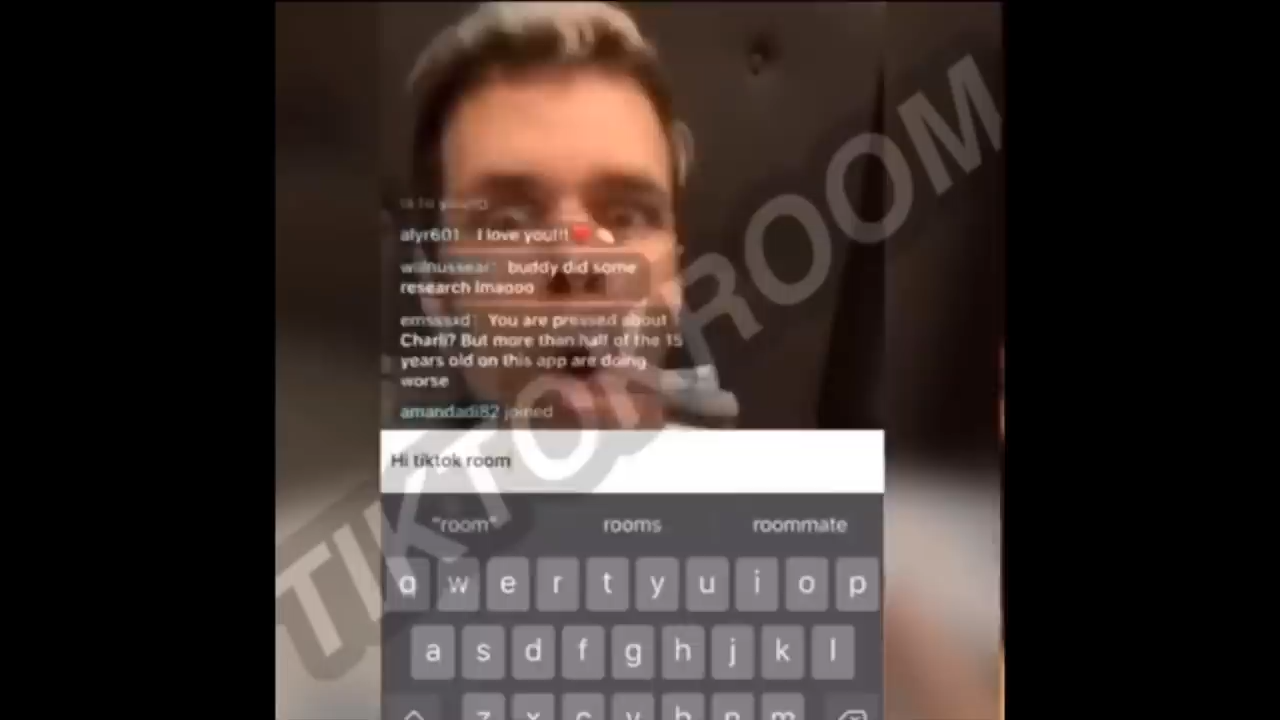 alyr601 I love you!!!❤️
willnussear: buddy did some
research lmaooo
emsssxd: You are pressed about
Charli? But more than half of the 15
years old on this app are doing
worse
amandadi82 joined
TIKTOK ROOM
Hi tiktok room
"room" rooms roommate
q w e r t y u i o p
a s d f g h j k l
z x c v b n m